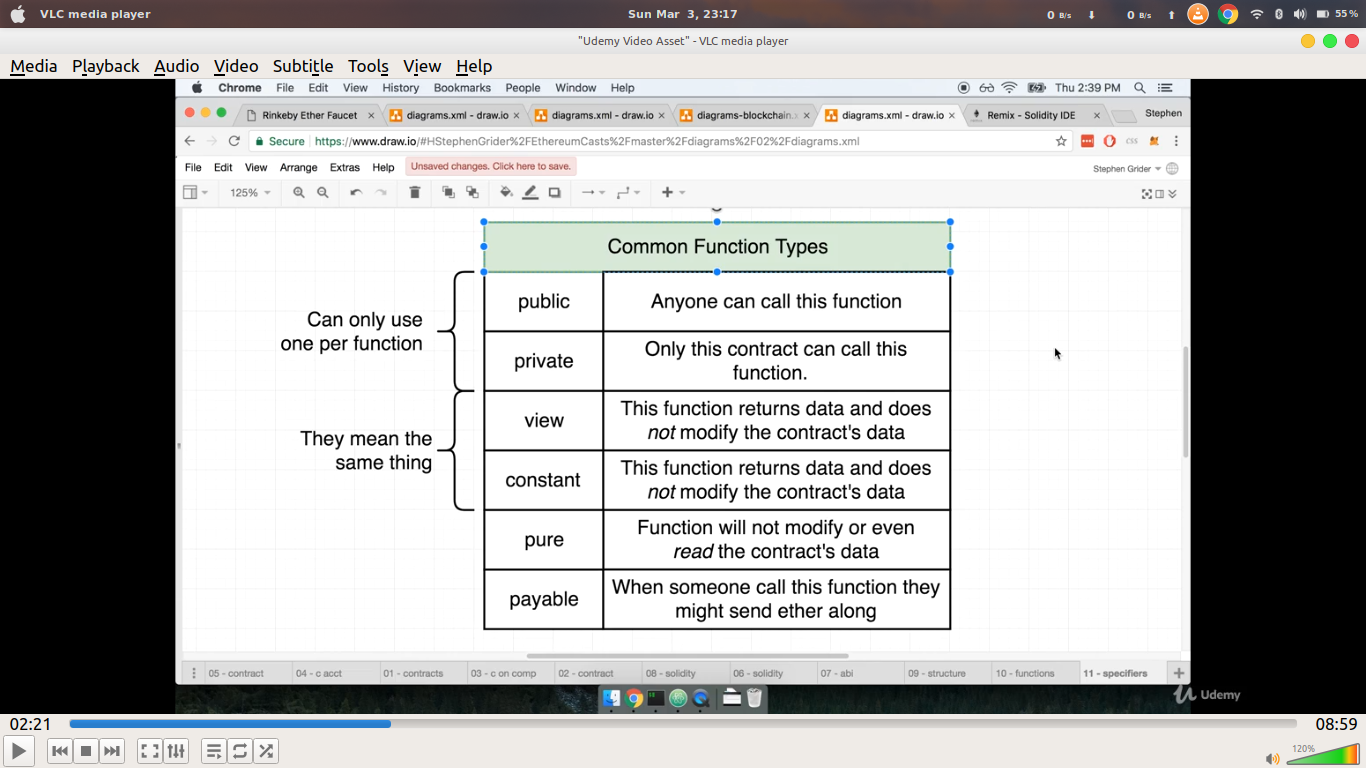 VLC media player Sun Mar 3, 23:17 0 B/s 0 B/s 55 %
"Udemy Video Asset" - VLC media player
Media Playback Audio Video Subtitle Tools View Help
Chrome File Edit View History Bookmarks People Window Help Thu 2:39 PM
Rinkeby Ether Faucet diagrams.xml - draw.io diagrams.xml - draw.io diagrams-blockchain. diagrams.xml - draw.io Remix - Solidity IDE Stephen
Secure https://www.draw.io/#HStephenGrider%2FEthereumCasts%2Fmaster%2Fdiagrams%2F02%2Fdiagrams.xml CSS
File Edit View Arrange Extras Help Unsaved changes. Click here to save. Stephen Grider
125%
Common Function Types
Can only use
one per function
public Anyone can call this function
private Only this contract can call this
function.
They mean the
same thing
view This function returns data and does
not modify the contract's data
constant This function returns data and does
not modify the contract's data
pure Function will not modify or even
read the contract's data
payable When someone call this function they
might send ether along
05 - contract 04 - c acct 01 - contracts 03 - c on comp 02 - contract 08 - solidity 06 - solidity 07 - abi 09 - structure 10 - functions 11 - specifiers
Udemy
02:21 08:59
120%